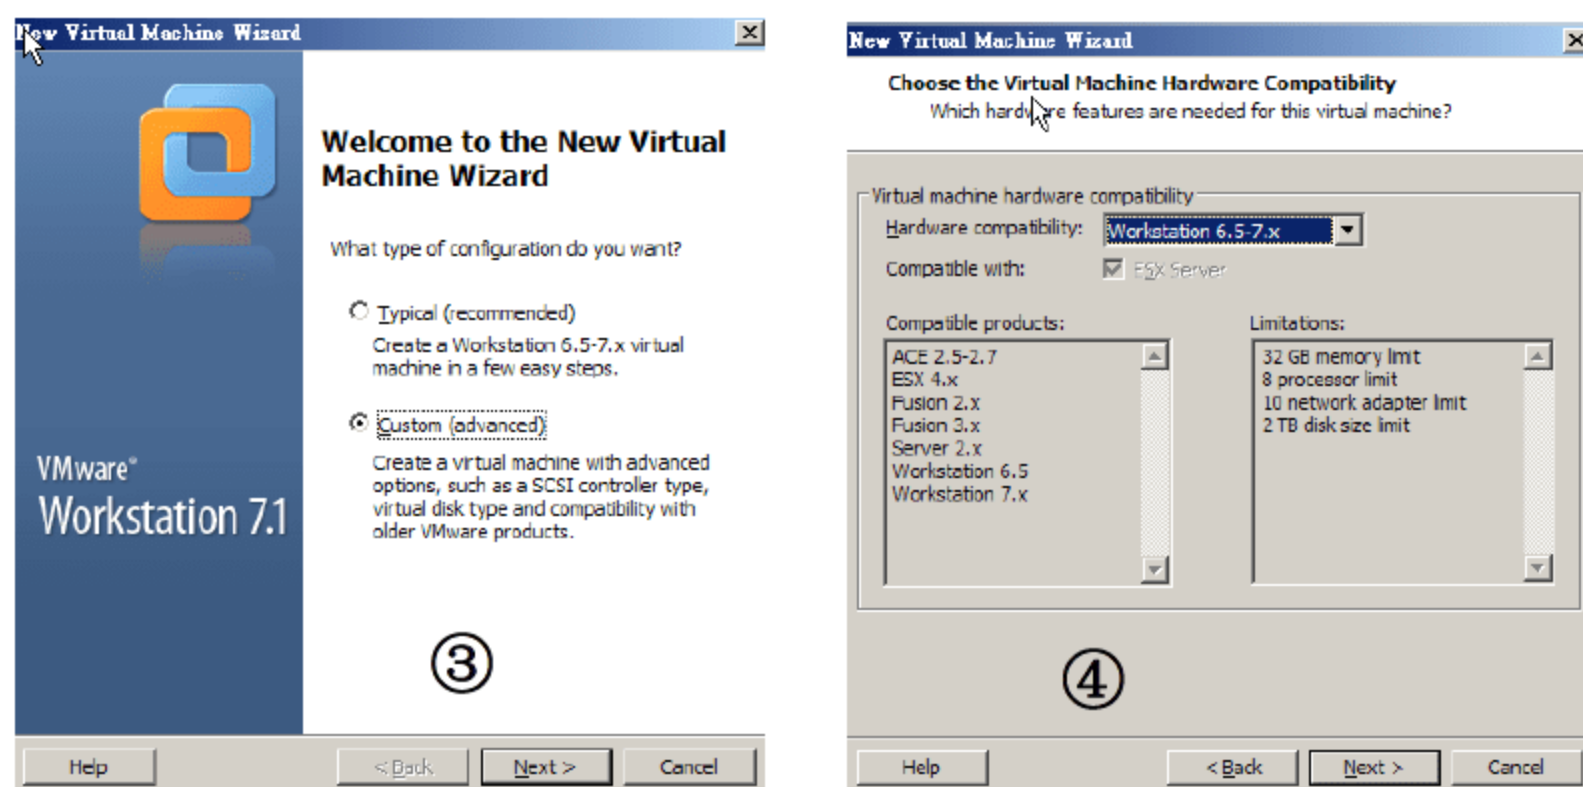 New Virtual Machine Wizard
Welcome to the New Virtual
Machine Wizard
What type of configuration do you want?
Typical (recommended)
Create a Workstation 6.5-7.x virtual
machine in a few easy steps.
Custom (advanced)
Create a virtual machine with advanced
options, such as a SCSI controller type,
virtual disk type and compatibility with
older VMware products.
VMware®
Workstation 7.1
③
Help
< Back
Next >
Cancel
New Virtual Machine Wizard
Choose the Virtual Machine Hardware Compatibility
Which hardware features are needed for this virtual machine?
Virtual machine hardware compatibility
Hardware compatibility:
Workstation 6.5-7.x
Compatible with:
ESX Server
Compatible products:
ACE 2.5-2.7
ESX 4.x
Fusion 2.x
Fusion 3.x
Server 2.x
Workstation 6.5
Workstation 7.x
Limitations:
32 GB memory limit
8 processor limit
10 network adapter limit
2 TB disk size limit
④
Help
< Back
Next >
Cancel